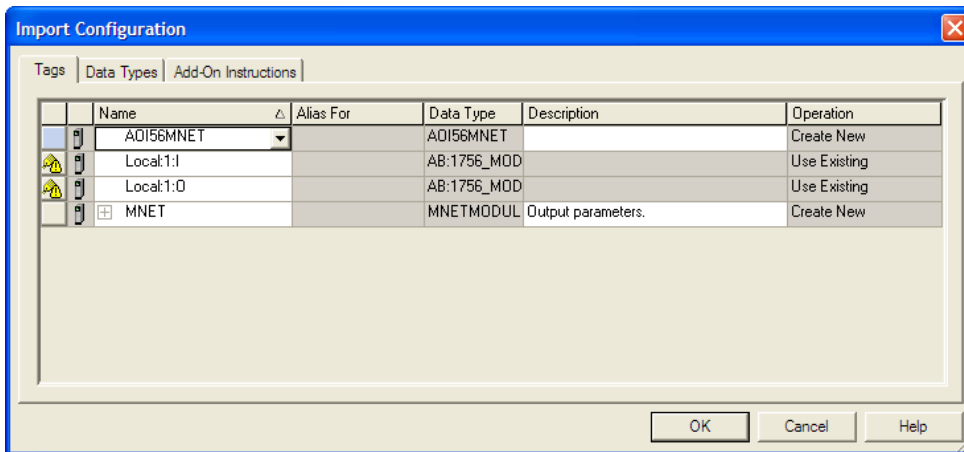 Import Configuration
Tags Data Types Add-On Instructions
Name Alias For Data Type Description Operation
AOI56MNET AOI56MNET Create New
Local:1:I AB:1756_MOD Use Existing
Local:1:O AB:1756_MOD Use Existing
MNET MNETMODUL Output parameters. Create New
OK Cancel Help